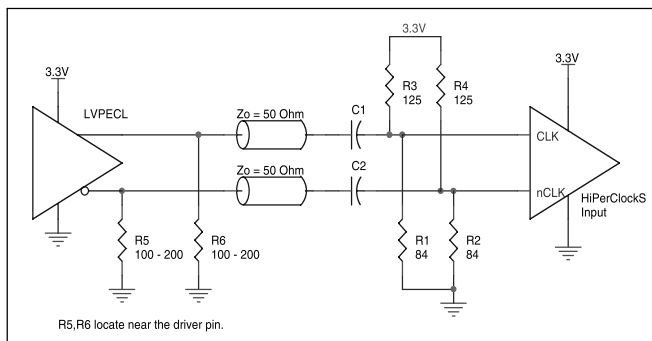 3.3V
3.3V
3.3V
LVPECL
R3
125
R4
125
Zo = 50 Ohm
C1
CLK
Zo = 50 Ohm
C2
nCLK
HiPerClockS
Input
R5
100 - 200
R6
100 - 200
R1
84
R2
84
R5,R6 locate near the driver pin.